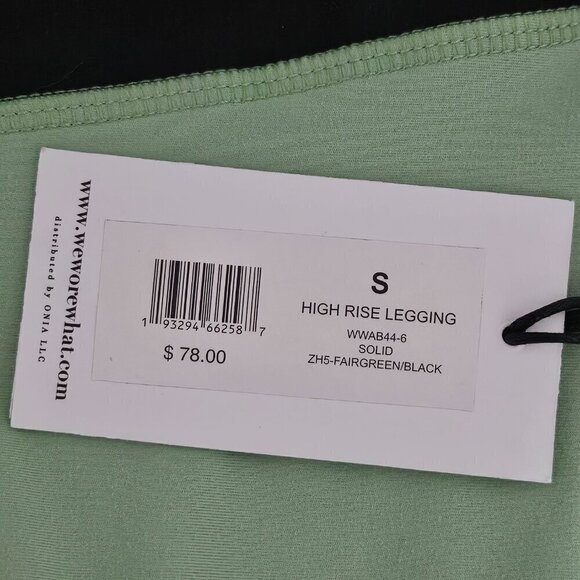 www.weworewhat.com
distributed by ONIA LLC
1 93294 66258 7
$ 78.00
S
HIGH RISE LEGGING
WWAB44-6
SOLID
ZH5-FAIRGREEN/BLACK